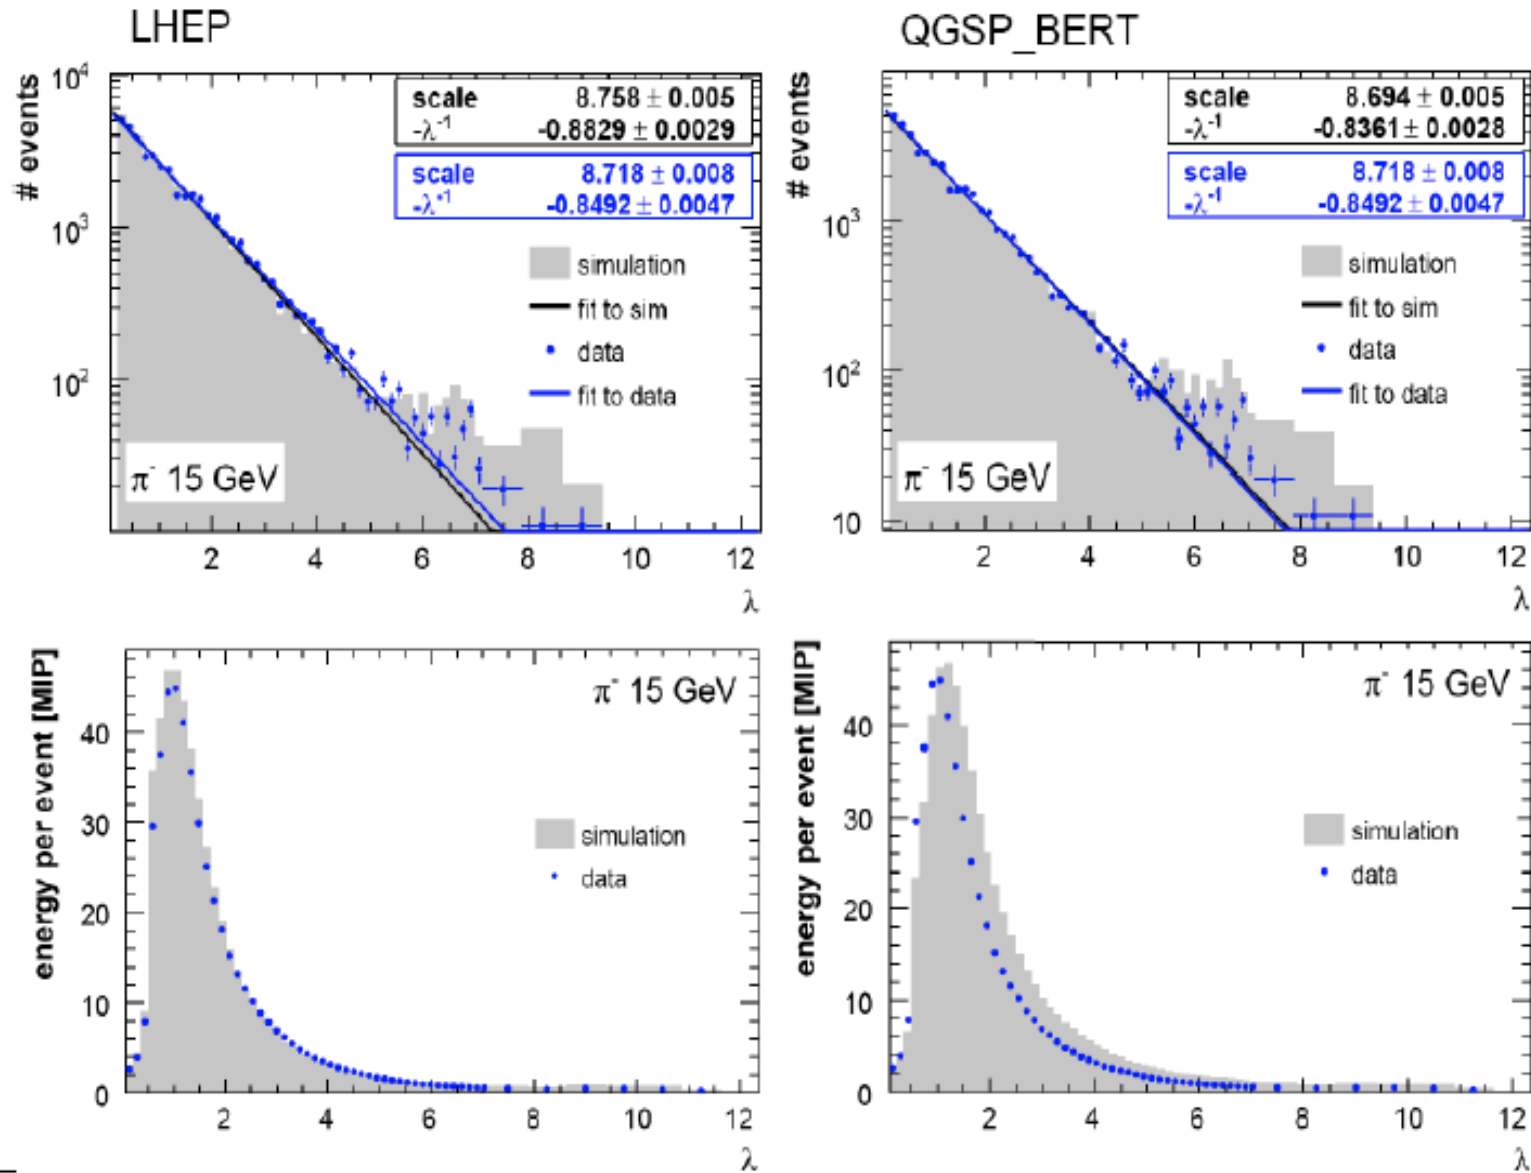 LHEP
# events
10⁴
10³
10²
scale 8.758 ± 0.005
-λ⁻¹ -0.8829 ± 0.0029
scale 8.718 ± 0.008
-λ⁻¹ -0.8492 ± 0.0047
simulation
fit to sim
data
fit to data
π⁻ 15 GeV
2 4 6 8 10 12
λ
QGSP_BERT
# events
10³
10²
10
scale 8.694 ± 0.005
-λ⁻¹ -0.8361 ± 0.0028
scale 8.718 ± 0.008
-λ⁻¹ -0.8492 ± 0.0047
simulation
fit to sim
data
fit to data
π⁻ 15 GeV
2 4 6 8 10 12
λ
energy per event [MIP]
40
30
20
10
0
π⁻ 15 GeV
simulation
data
2 4 6 8 10 12
λ
energy per event [MIP]
40
30
20
10
0
π⁻ 15 GeV
simulation
data
2 4 6 8 10 12
λ